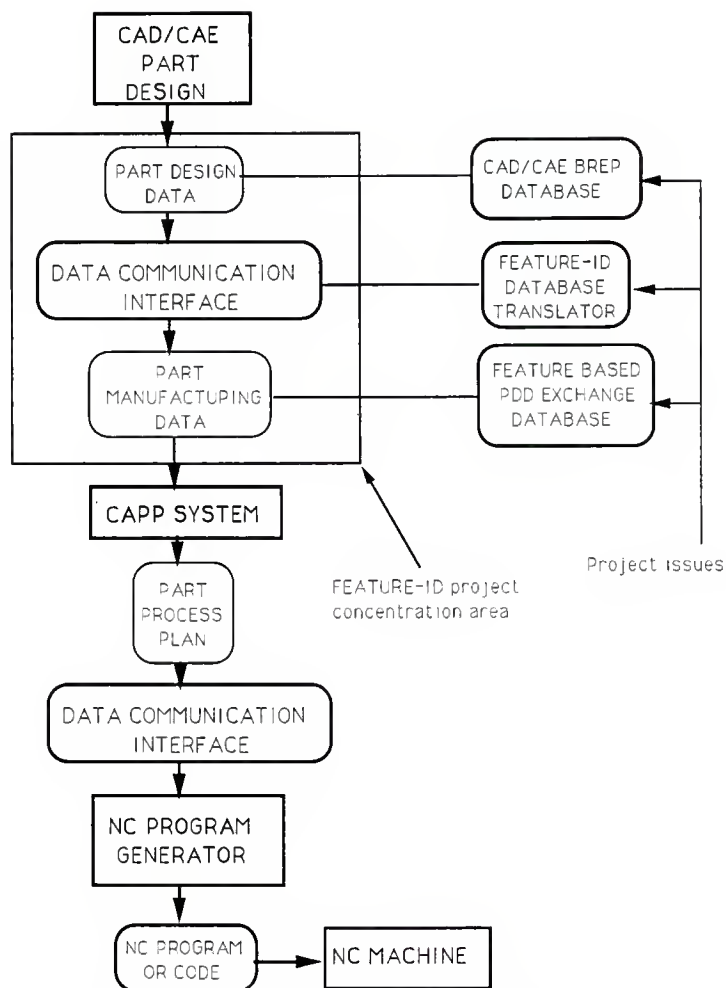 CAD/CAE
PART
DESIGN
PART DESIGN
DATA
CAD/CAE BREP
DATABASE
DATA COMMUNICATION
INTERFACE
FEATURE-ID
DATABASE
TRANSLATOR
PART
MANUFACTUPING
DATA
FEATURE BASED
PDD EXCHANGE
DATABASE
CAPP SYSTEM
Project issues
FEATURE-ID project
concentration area
PART
PROCESS
PLAN
DATA COMMUNICATION
INTERFACE
NC PROGRAM
GENERATOR
NC PROGRAM
OR CODE
NC MACHINE